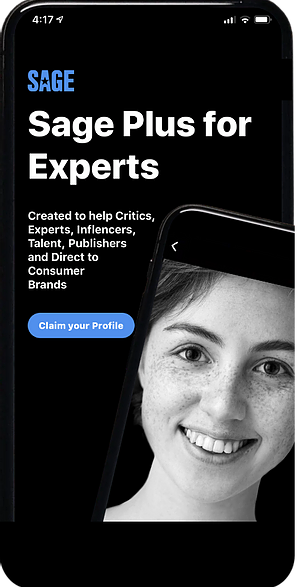 4:17
SAGE
Sage Plus for
Experts
Created to help Critics,
Experts, Inflencers,
Talent, Publishers
and Direct to
Consumer
Brands
Claim your Profile